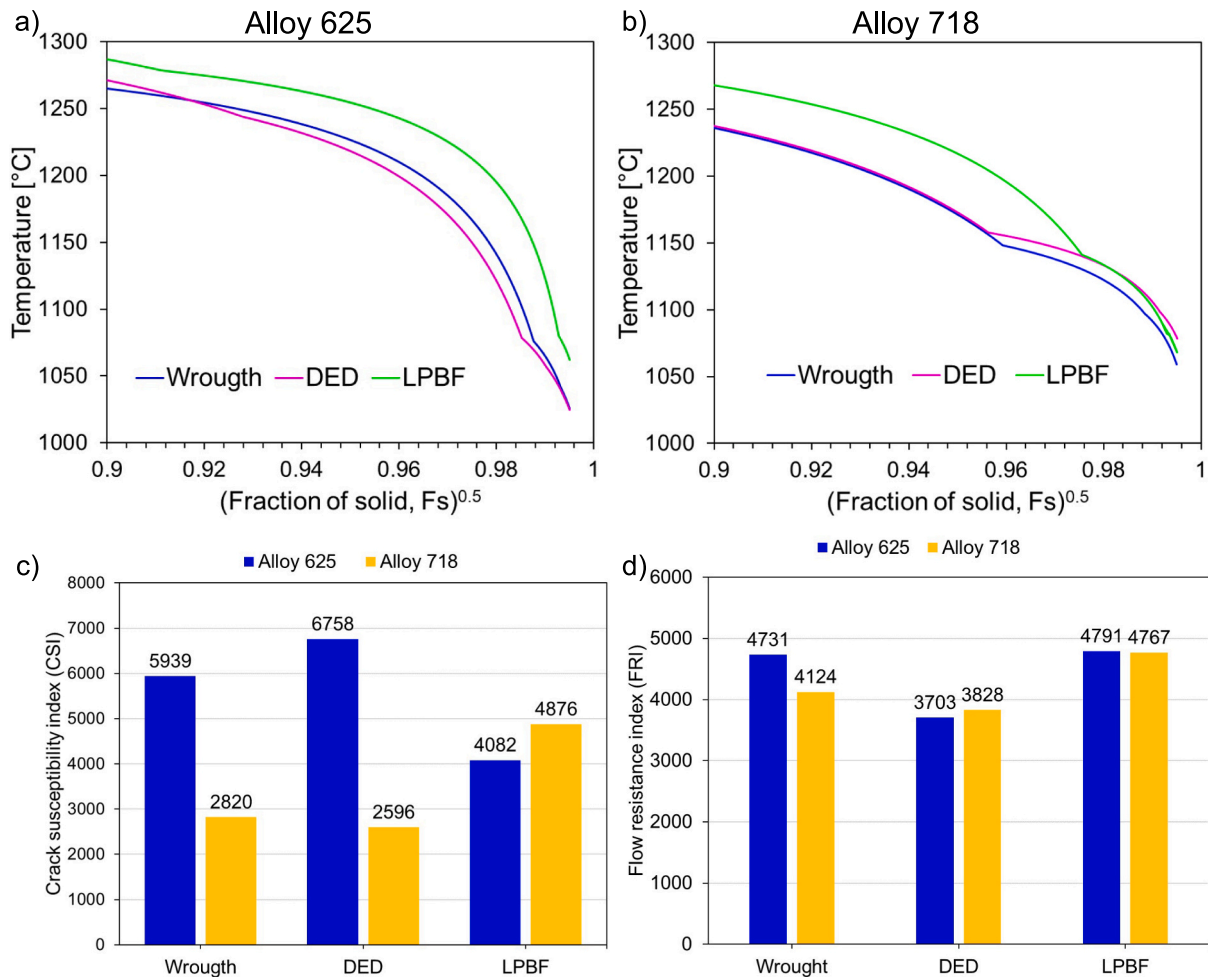 a)
Alloy 625
1300
1250
1200
1150
1100
1050
1000
Temperature [°C]
Wrougth DED LPBF
0.9 0.92 0.94 0.96 0.98 1
(Fraction of solid, Fs)^0.5
b)
Alloy 718
1300
1250
1200
1150
1100
1050
1000
Temperature [°C]
Wrougth DED LPBF
0.9 0.92 0.94 0.96 0.98 1
(Fraction of solid, Fs)^0.5
c)
Alloy 625 Alloy 718
8000
7000
6000
5000
4000
3000
2000
1000
0
Crack susceptibility index (CSI)
5939
2820
6758
2596
4082
4876
Wrougth DED LPBF
d)
Alloy 625 Alloy 718
6000
5000
4000
3000
2000
1000
0
Flow resistance index (FRI)
4731
4124
3703
3828
4791
4767
Wrought DED LPBF